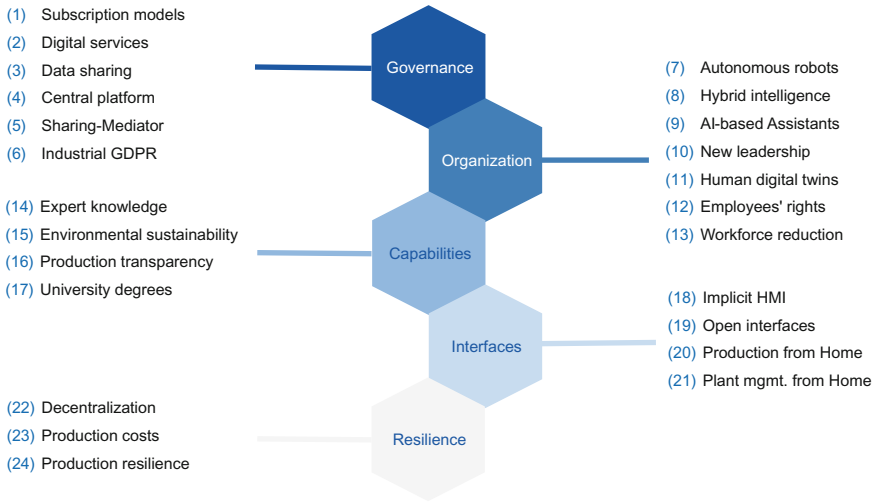 (1) Subscription models
(2) Digital services
(3) Data sharing
(4) Central platform
(5) Sharing-Mediator
(6) Industrial GDPR
Governance
(7) Autonomous robots
(8) Hybrid intelligence
(9) AI-based Assistants
(10) New leadership
(11) Human digital twins
(12) Employees' rights
(13) Workforce reduction
Organization
(14) Expert knowledge
(15) Environmental sustainability
(16) Production transparency
(17) University degrees
Capabilities
(18) Implicit HMI
(19) Open interfaces
(20) Production from Home
(21) Plant mgmt. from Home
Interfaces
(22) Decentralization
(23) Production costs
(24) Production resilience
Resilience